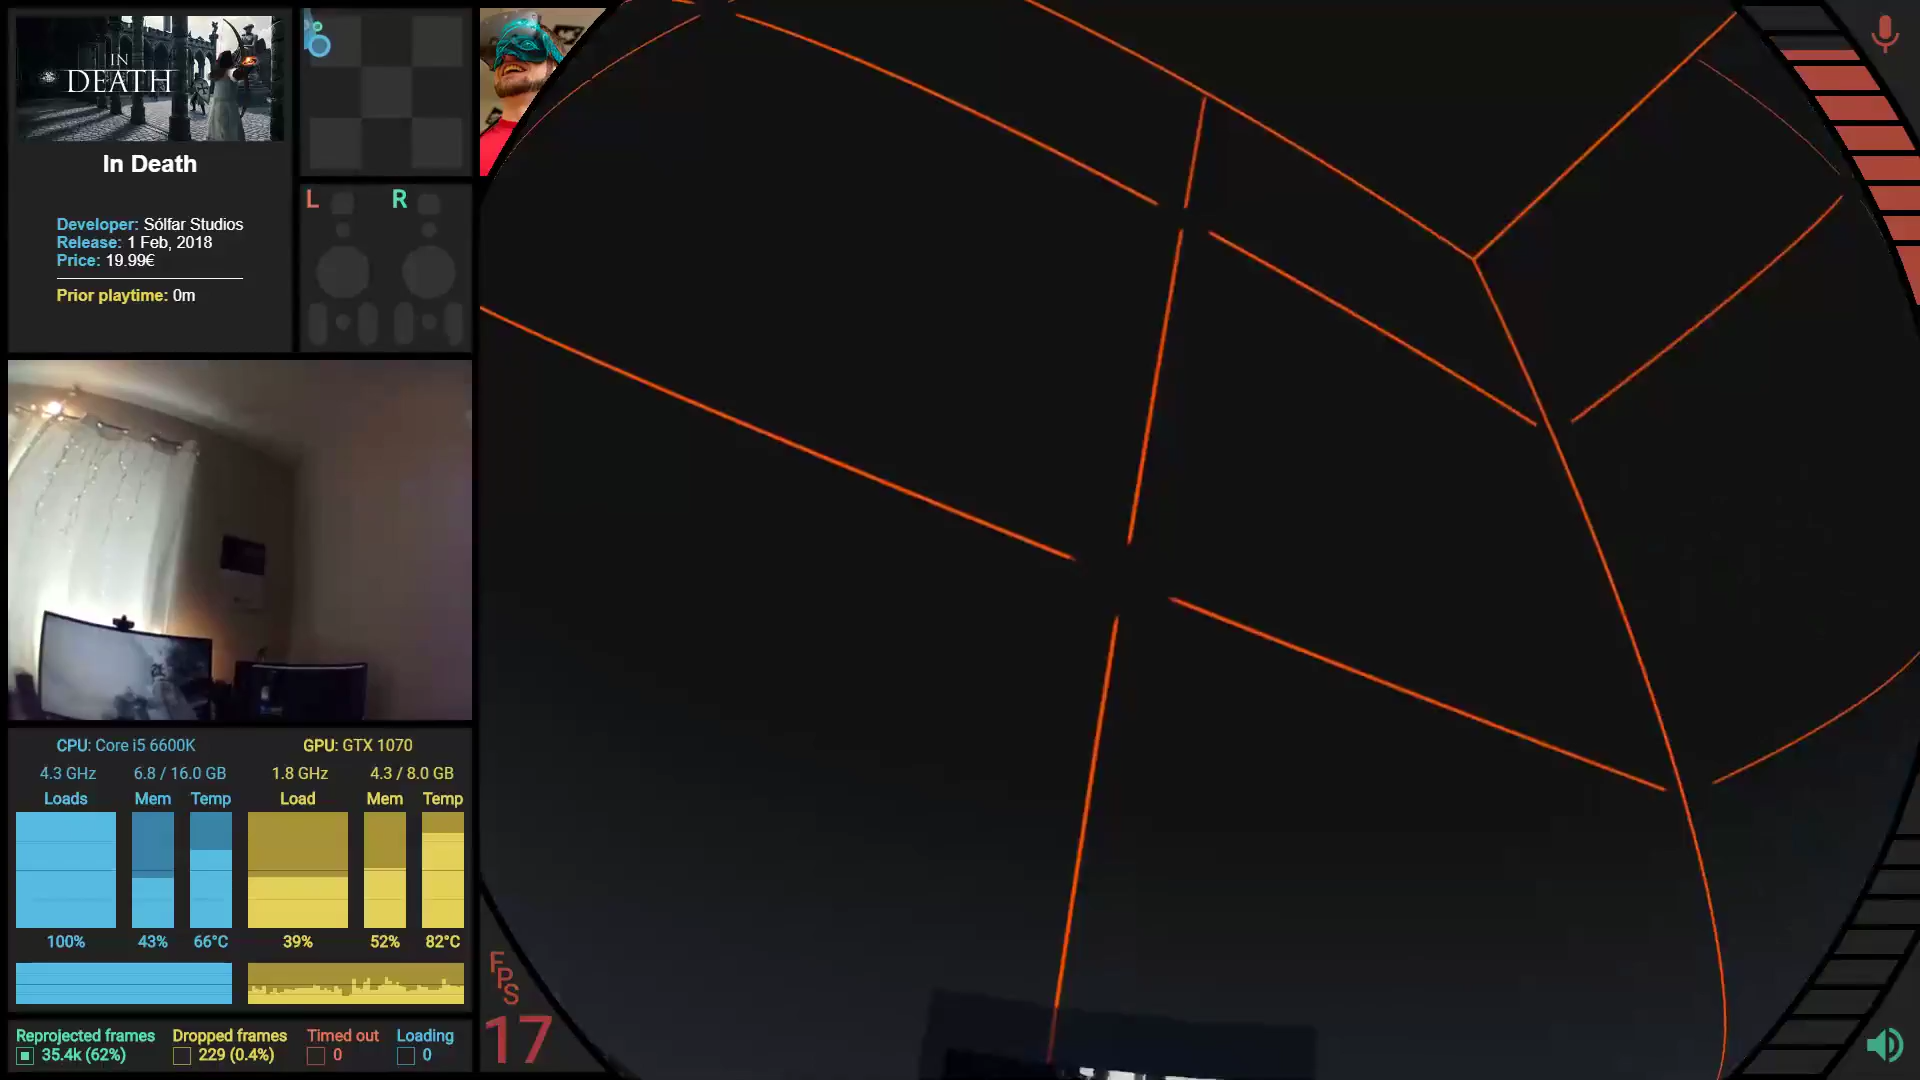 IN
DEATH
In Death
Developer: Sólfar Studios
Release: 1 Feb, 2018
Price: 19.99€
Prior playtime: 0m
L R
CPU: Core i5 6600K
4.3 GHz 6.8 / 16.0 GB
Loads Mem Temp
100% 43% 66°C
GPU: GTX 1070
1.8 GHz 4.3 / 8.0 GB
Load Mem Temp
39% 52% 82°C
Reprojected frames Dropped frames Timed out Loading
35.4k (62%) 229 (0.4%) 0 0
FPS
17